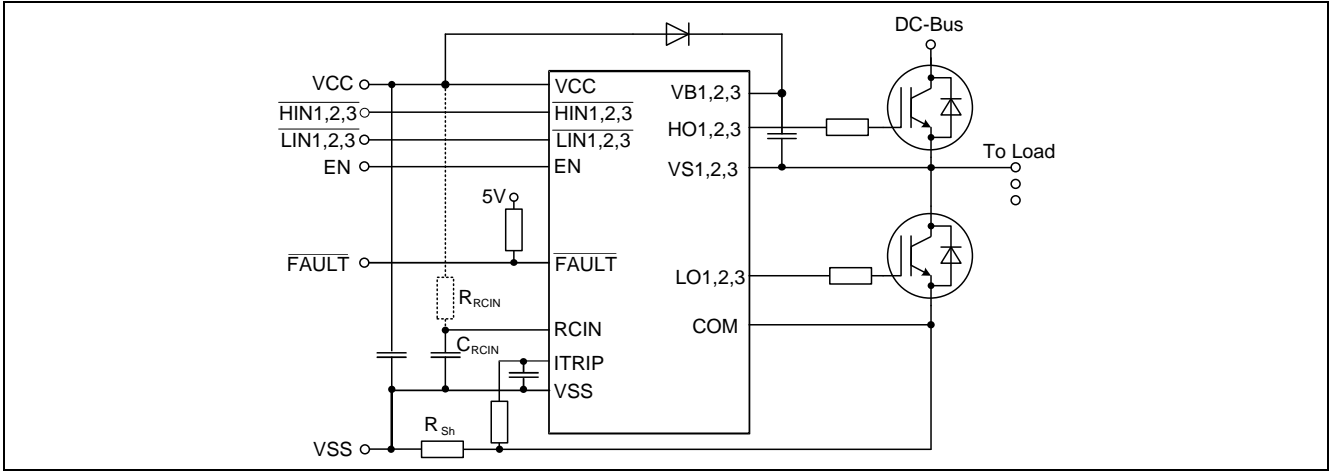 DC-Bus
VCC
VCC
VB1,2,3
HIN1,2,3
HIN1,2,3
HO1,2,3
LIN1,2,3
LIN1,2,3
To Load
EN
EN
VS1,2,3
5V
FAULT
FAULT
LO1,2,3
RRCIN
RCIN
COM
CRCIN
ITRIP
VSS
RSh
VSS